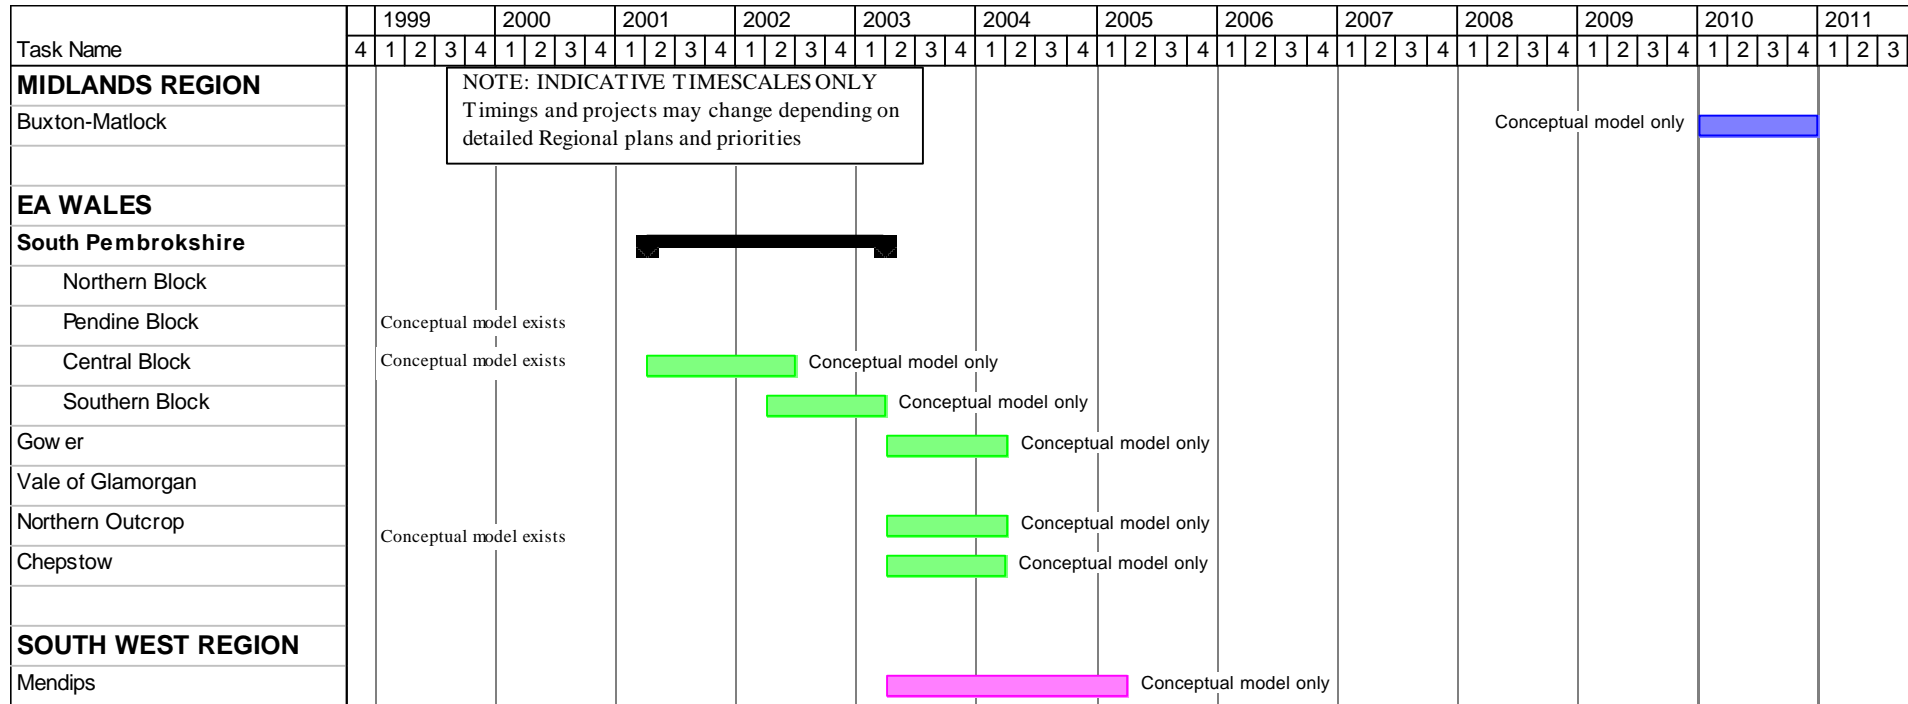 1999 2000 2001 2002 2003 2004 2005 2006 2007 2008 2009 2010 2011
Task Name 4 1 2 3 4 1 2 3 4 1 2 3 4 1 2 3 4 1 2 3 4 1 2 3 4 1 2 3 4 1 2 3 4 1 2 3 4 1 2 3 4 1 2 3 4 1 2 3 4 1 2 3
MIDLANDS REGION
NOTE: INDICATIVE TIMESCALES ONLY
Timings and projects may change depending on
detailed Regional plans and priorities
Buxton-Matlock Conceptual model only
EA WALES
South Pembrokshire
Northern Block
Pendine Block Conceptual model exists
Central Block Conceptual model exists Conceptual model only
Southern Block Conceptual model only
Gower Conceptual model only
Vale of Glamorgan
Northern Outcrop Conceptual model only
Conceptual model exists
Chepstow Conceptual model only
SOUTH WEST REGION
Mendips Conceptual model only